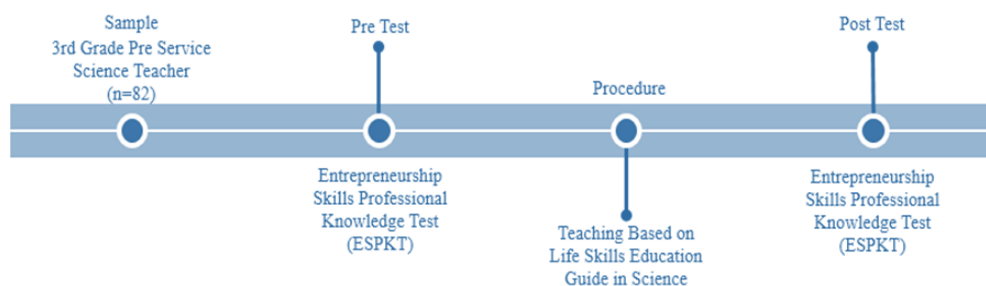 Sample
3rd Grade Pre Service
Science Teacher
(n=82)
Pre Test
Entrepreneurship
Skills Professional
Knowledge Test
(ESPKT)
Procedure
Teaching Based on
Life Skills Education
Guide in Science
Post Test
Entrepreneurship
Skills Professional
Knowledge Test
(ESPKT)